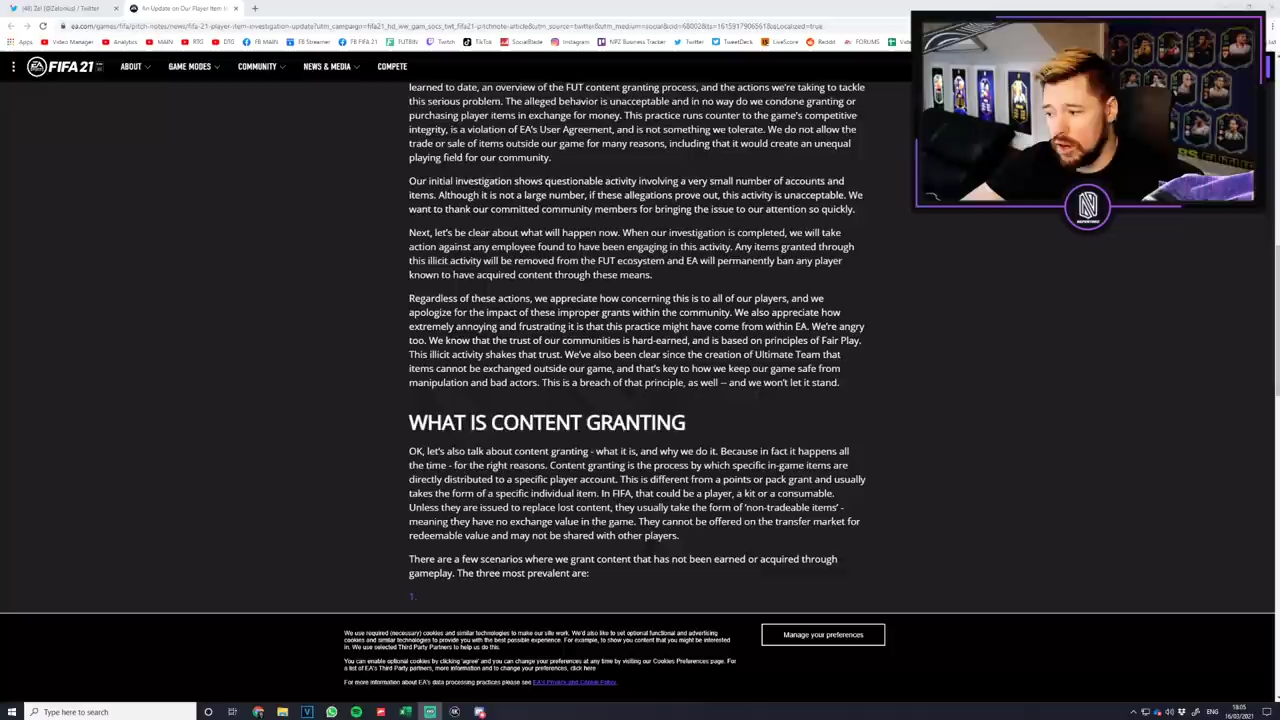 (48) Zel (@Zelonius) / Twitter
An Update on Our Player Item I
ea.com/games/fifa/pitch-notes/news/fifa-21-player-item-investigation-update?utm_campaign=fifa21_hd_ww_gam_socs_twt_fifa21-pitchnote-article&utm_source=twitter&utm_medium=social&cid=68002&ts=1615917906561&isLocalized=true
Apps Video Manager Analytics MAIN RTG DTG FB MAIN FB Streamer FB FIFA 21 FUTBIN Twitch TikTok SocialBlade Instagram NPZ Business Tracker Twitter TweetDeck LiveScore Reddit FORUMS
EA SPORTS FIFA 21 ABOUT GAME MODES COMMUNITY NEWS & MEDIA COMPETE
learned to date, an overview of the FUT content granting process, and the actions we're taking to tackle
this serious problem. The alleged behavior is unacceptable and in no way do we condone granting or
purchasing player items in exchange for money. This practice runs counter to the game's competitive
integrity, is a violation of EA's User Agreement, and is not something we tolerate. We do not allow the
trade or sale of items outside our game for many reasons, including that it would create an unequal
playing field for our community.
Our initial investigation shows questionable activity involving a very small number of accounts and
items. Although it is not a large number, if these allegations prove out, this activity is unacceptable. We
want to thank our committed community members for bringing the issue to our attention so quickly.
Next, let's be clear about what will happen now. When our investigation is completed, we will take
action against any employee found to have been engaging in this activity. Any items granted through
this illicit activity will be removed from the FUT ecosystem and EA will permanently ban any player
known to have acquired content through these means.
Regardless of these actions, we appreciate how concerning this is to all of our players, and we
apologize for the impact of these improper grants within the community. We also appreciate how
extremely annoying and frustrating it is that this practice might have come from within EA. We're angry
too. We know that the trust of our communities is hard-earned, and is based on principles of Fair Play.
This illicit activity shakes that trust. We've also been clear since the creation of Ultimate Team that
items cannot be exchanged outside our game, and that's key to how we keep our game safe from
manipulation and bad actors. This is a breach of that principle, as well -- and we won't let it stand.
WHAT IS CONTENT GRANTING
OK, let's also talk about content granting - what it is, and why we do it. Because in fact it happens all
the time - for the right reasons. Content granting is the process by which specific in-game items are
directly distributed to a specific player account. This is different from a points or pack grant and usually
takes the form of a specific individual item. In FIFA, that could be a player, a kit or a consumable.
Unless they are issued to replace lost content, they usually take the form of 'non-tradeable items' -
meaning they have no exchange value in the game. They cannot be offered on the transfer market for
redeemable value and may not be shared with other players.
There are a few scenarios where we grant content that has not been earned or acquired through
gameplay. The three most prevalent are:
1.
We use required (necessary) cookies and similar technologies to make our site work. We'd also like to set optional functional and advertising
cookies and similar technologies to provide you with the best possible experience. For example, to show you content that you might be interested
in. We use selected Third Party Partners to help us do this.
You can enable optional cookies by clicking 'agree' and you can change your preferences at any time by visiting our Cookies Preferences page. For
a list of EA's Third Party partners, more information and to change your preferences, click here
For more information about EA's data processing practices please see EA's Privacy and Cookie Policy.
Manage your preferences
Type here to search
ENG
18:05
16/03/2021